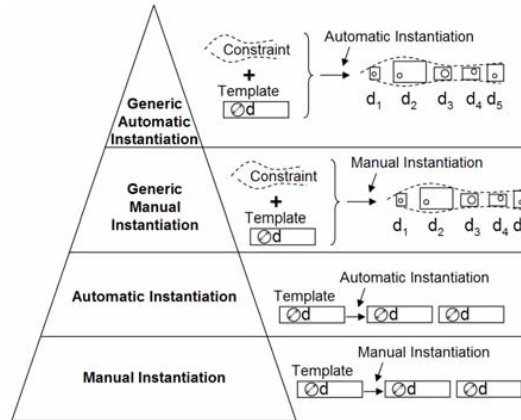 Constraint
+
Template
Ød
Automatic Instantiation
d1 d2 d3 d4 d5
Generic
Automatic
Instantiation
Constraint
+
Template
Ød
Manual Instantiation
d1 d2 d3 d4 d
Generic
Manual
Instantiation
Automatic Instantiation
Template
Ød
Automatic Instantiation
Ød
Ød
Manual Instantiation
Template
Ød
Manual Instantiation
Ød
Ød